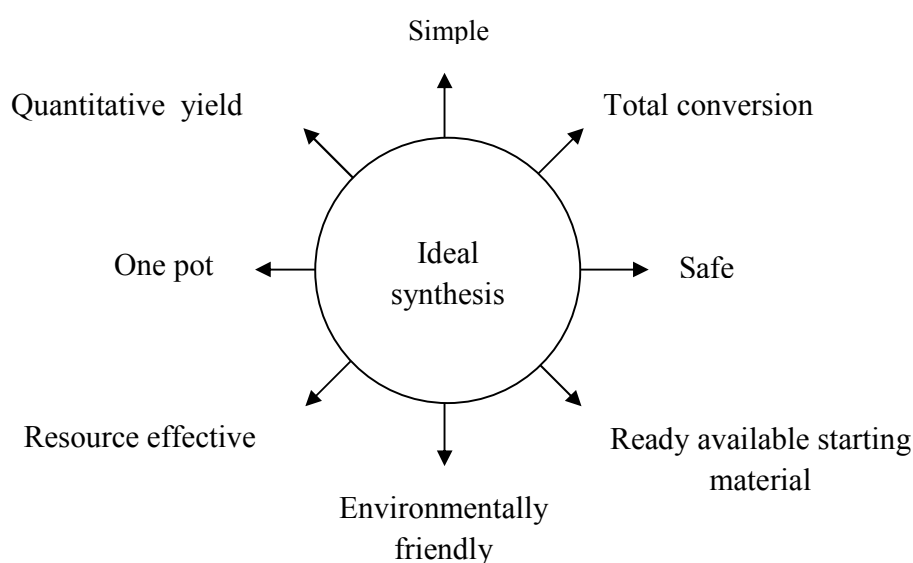 Simple
Quantitative yield
Total conversion
One pot
Ideal
synthesis
Safe
Resource effective
Ready available starting
material
Environmentally
friendly